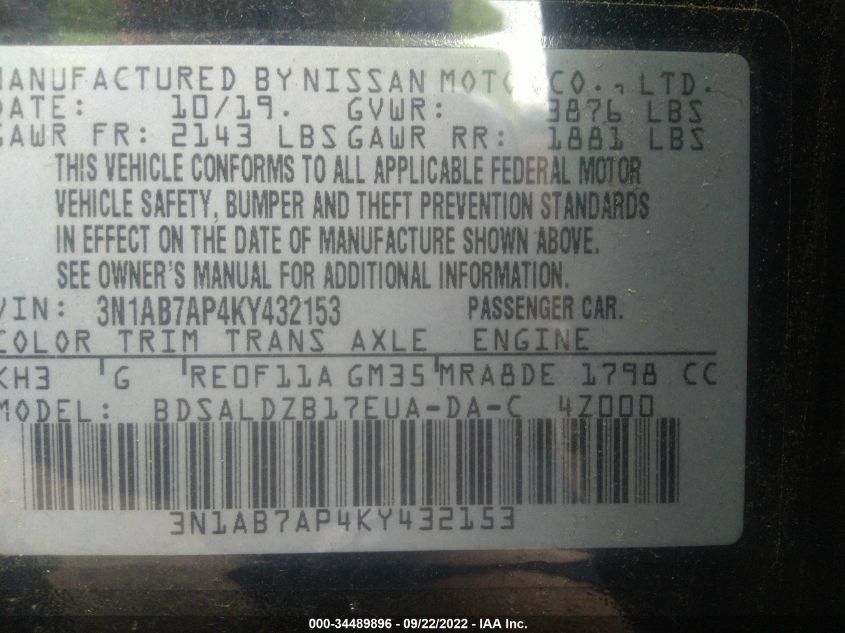 MANUFACTURED BY NISSAN MOTOR CO., LTD.
DATE: 10/19. GVWR: 3876 LBS
GAWR FR: 2143 LBS GAWR RR: 1881 LBS
THIS VEHICLE CONFORMS TO ALL APPLICABLE FEDERAL MOTOR
VEHICLE SAFETY, BUMPER AND THEFT PREVENTION STANDARDS
IN EFFECT ON THE DATE OF MANUFACTURE SHOWN ABOVE.
SEE OWNER'S MANUAL FOR ADDITIONAL INFORMATION.
VIN: 3N1AB7AP4KY432153 PASSENGER CAR.
COLOR TRIM TRANS AXLE ENGINE
KH3 G RE0F11A GM35 MRA8DE 1798 CC
MODEL: BDSALDZB17EUA-DA-C 4Z000
3N1AB7AP4KY432153
000-34489896 - 09/22/2022 - IAA Inc.